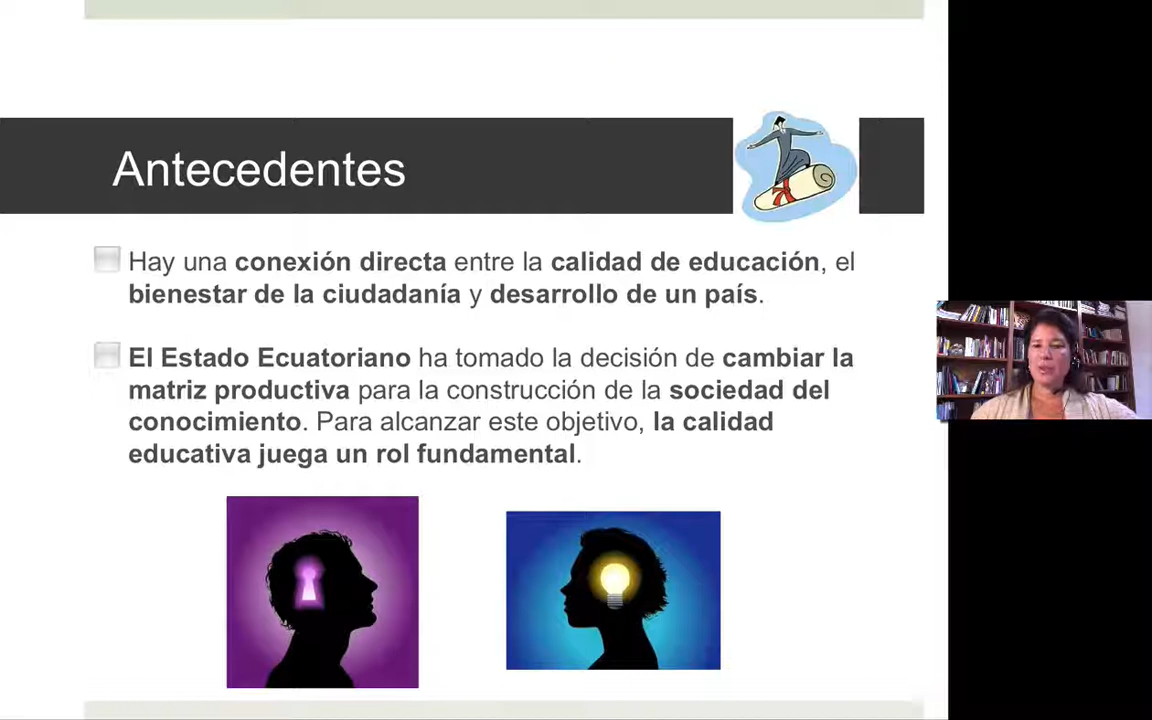 Antecedentes
Hay una conexión directa entre la calidad de educación, el
bienestar de la ciudadanía y desarrollo de un país.
El Estado Ecuatoriano ha tomado la decisión de cambiar la
matriz productiva para la construcción de la sociedad del
conocimiento. Para alcanzar este objetivo, la calidad
educativa juega un rol fundamental.